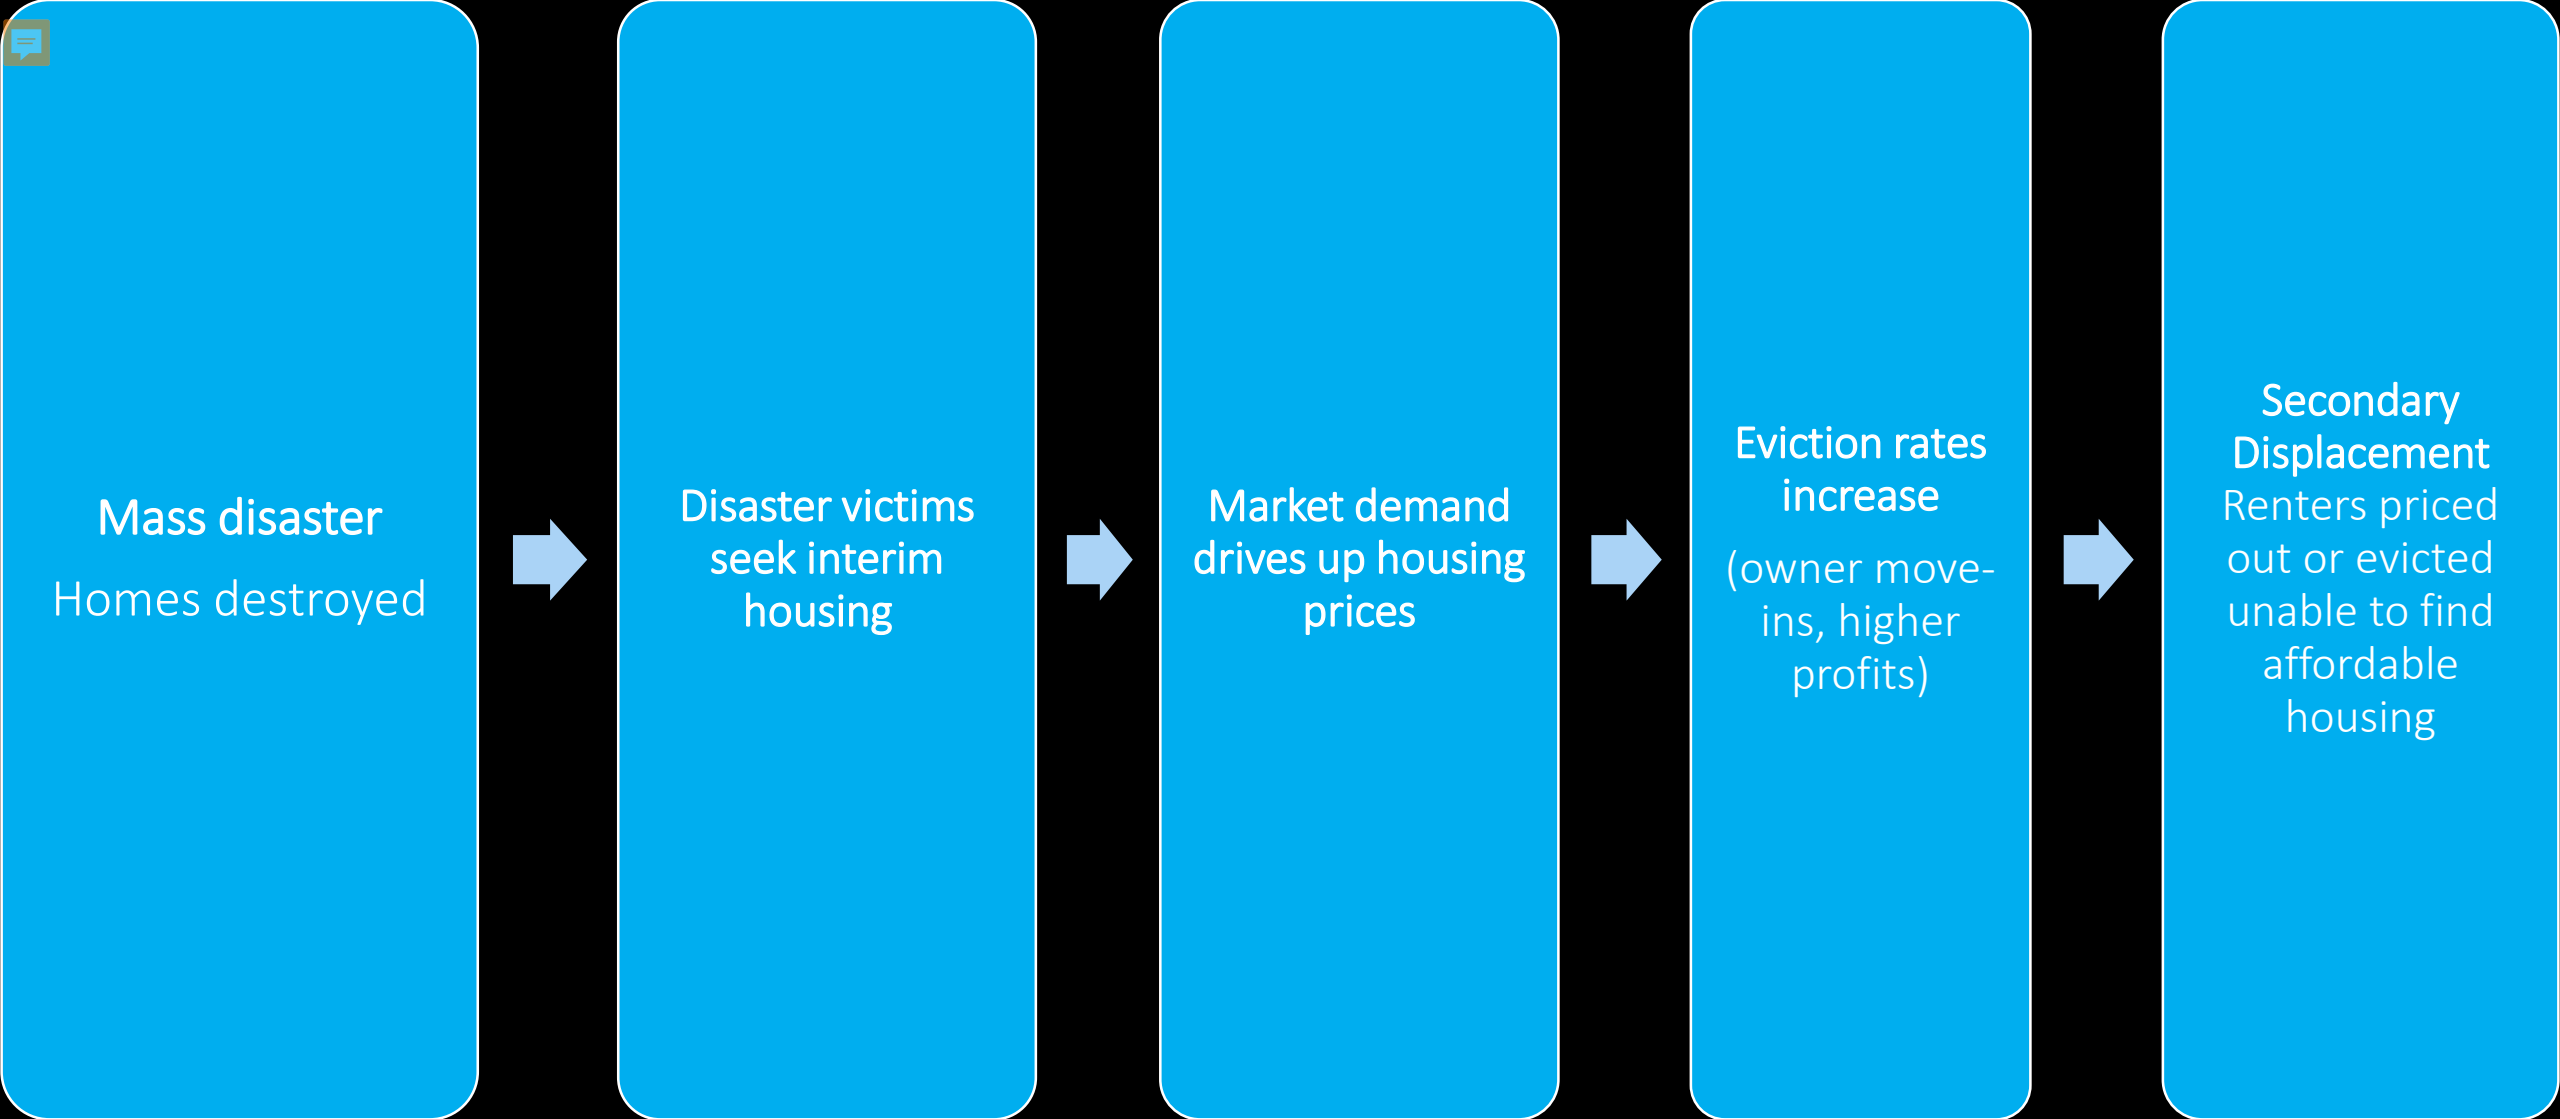 Mass disaster
Homes destroyed
Disaster victims
seek interim
housing
Market demand
drives up housing
prices
Eviction rates
increase
(owner move-
ins, higher
profits)
Secondary
Displacement
Renters priced
out or evicted
unable to find
affordable
housing